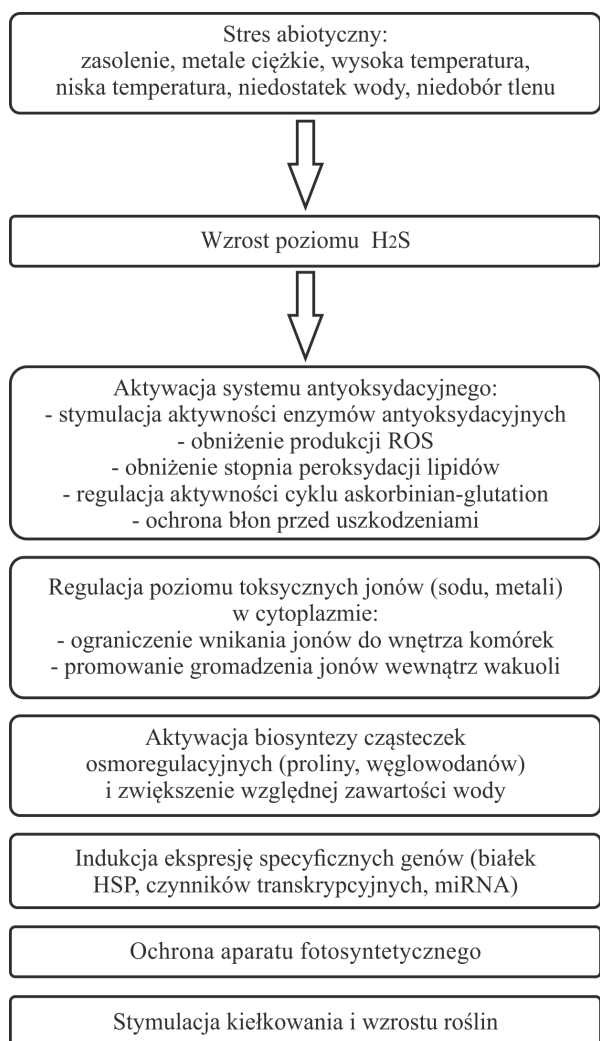 Stres abiotyczny:
zasolenie, metale ciężkie, wysoka temperatura,
niska temperatura, niedostatek wody, niedobór tlenu
Wzrost poziomu H2S
Aktywacja systemu antyoksydacyjnego:
- stymulacja aktywności enzymów antyoksydacyjnych
- obniżenie produkcji ROS
- obniżenie stopnia peroksydacji lipidów
- regulacja aktywności cyklu askorbinian-glutation
- ochrona błon przed uszkodzeniami
Regulacja poziomu toksycznych jonów (sodu, metali)
w cytoplazmie:
- ograniczenie wnikania jonów do wnętrza komórek
- promowanie gromadzenia jonów wewnątrz wakuoli
Aktywacja biosyntezy cząsteczek
osmoregulacyjnych (proliny, węglowodanów)
i zwiększenie względnej zawartości wody
Indukcja ekspresję specyficznych genów (białek
HSP, czynników transkrypcyjnych, miRNA)
Ochrona aparatu fotosyntetycznego
Stymulacja kiełkowania i wzrostu roślin